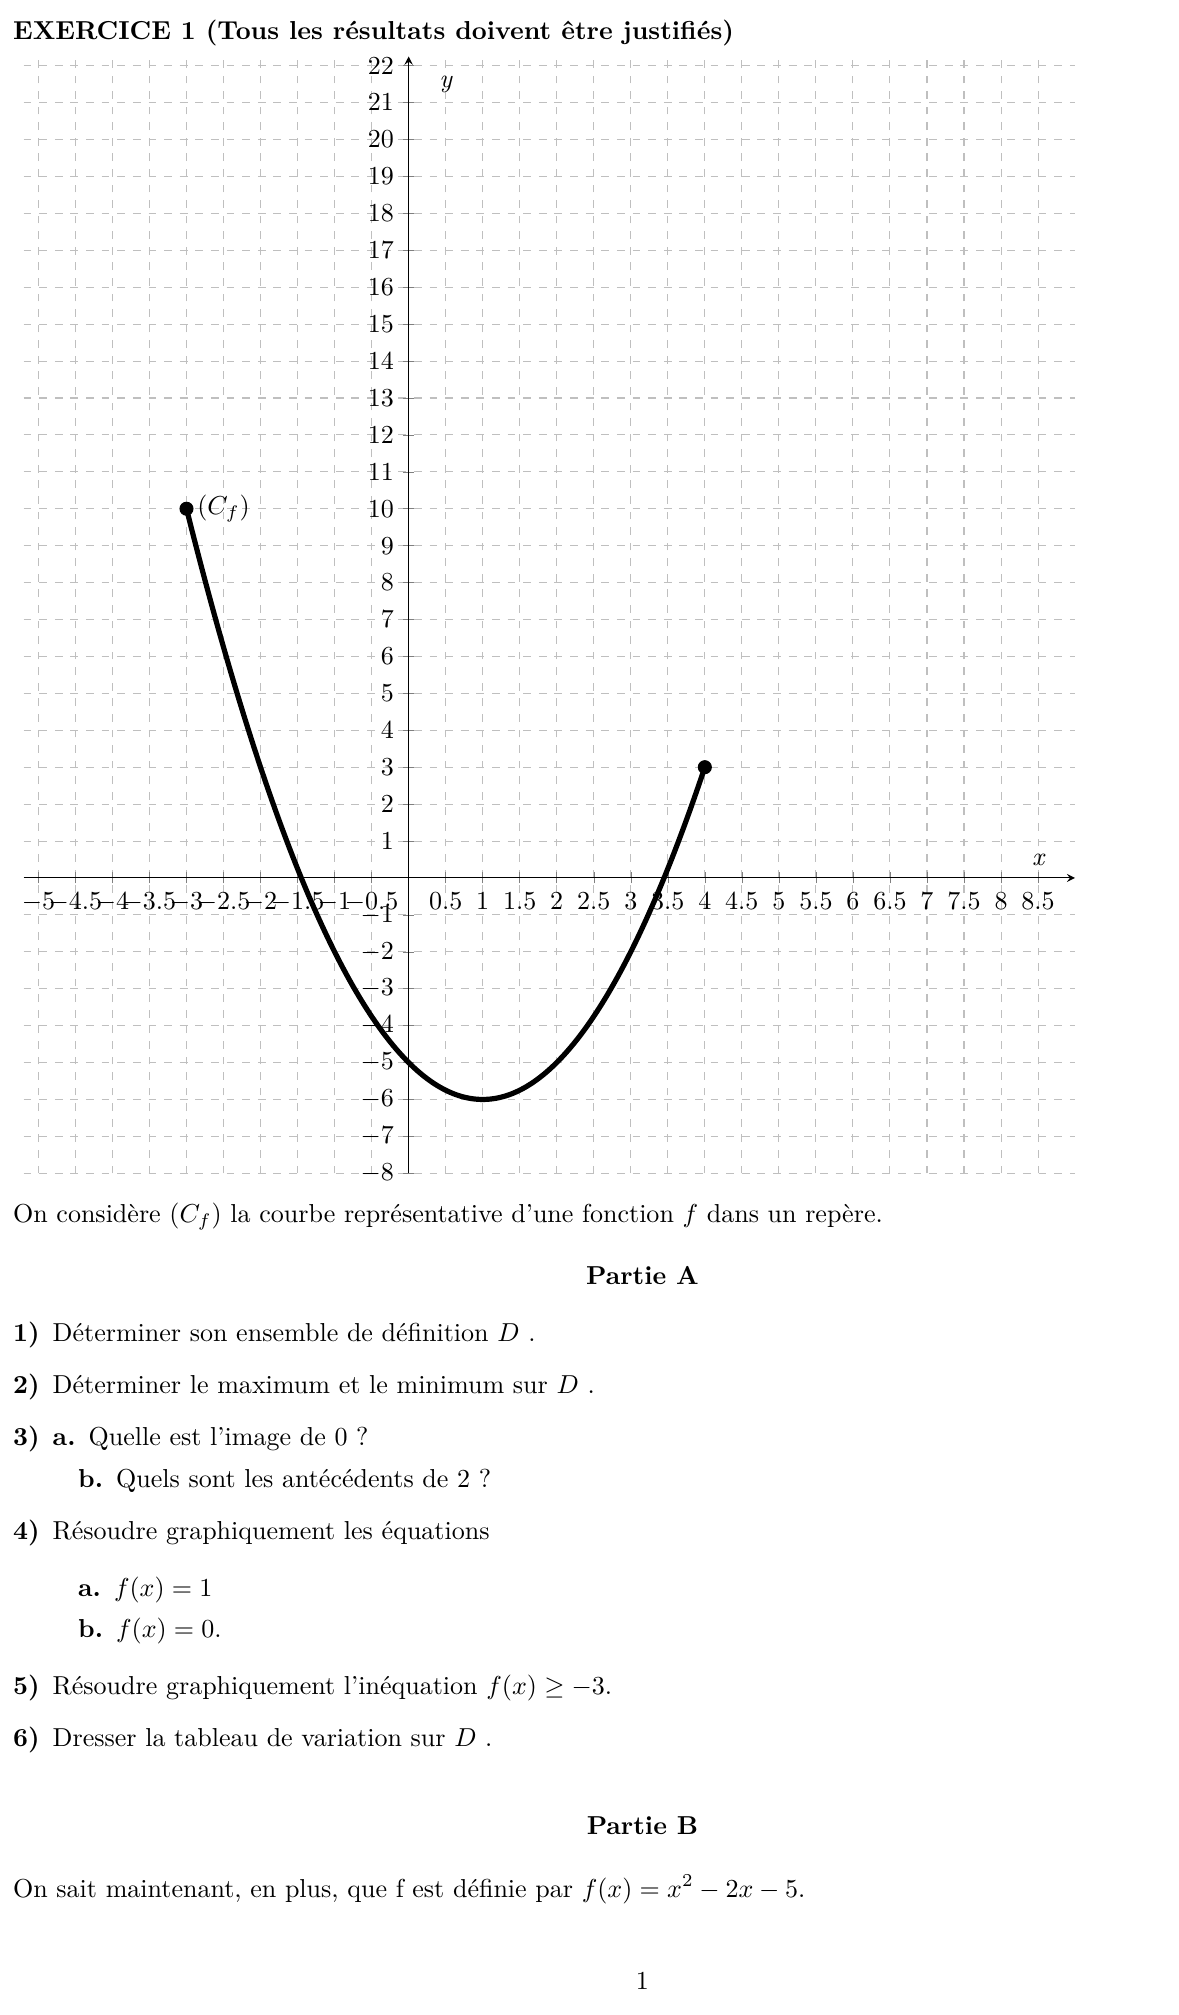 EXERCICE 1 (Tous les résultats doivent être justifiés)
y
22
21
20
19
18
17
16
15
14
13
12
11
10
(C_f)
9
8
7
6
5
4
3
2
1
x
−5 −4.5 −4 −3.5 −3 −2.5 −2 −1.5 −1 −0.5 0.5 1 1.5 2 2.5 3 3.5 4 4.5 5 5.5 6 6.5 7 7.5 8 8.5
−1
−2
−3
−4
−5
−6
−7
−8
On considère (C_f) la courbe représentative d'une fonction f dans un repère.
Partie A
1) Déterminer son ensemble de définition D .
2) Déterminer le maximum et le minimum sur D .
3) a. Quelle est l'image de 0 ?
b. Quels sont les antécédents de 2 ?
4) Résoudre graphiquement les équations
a. f(x) = 1
b. f(x) = 0.
5) Résoudre graphiquement l'inéquation f(x) ≥ −3.
6) Dresser la tableau de variation sur D .
Partie B
On sait maintenant, en plus, que f est définie par f(x) = x² − 2x − 5.
1